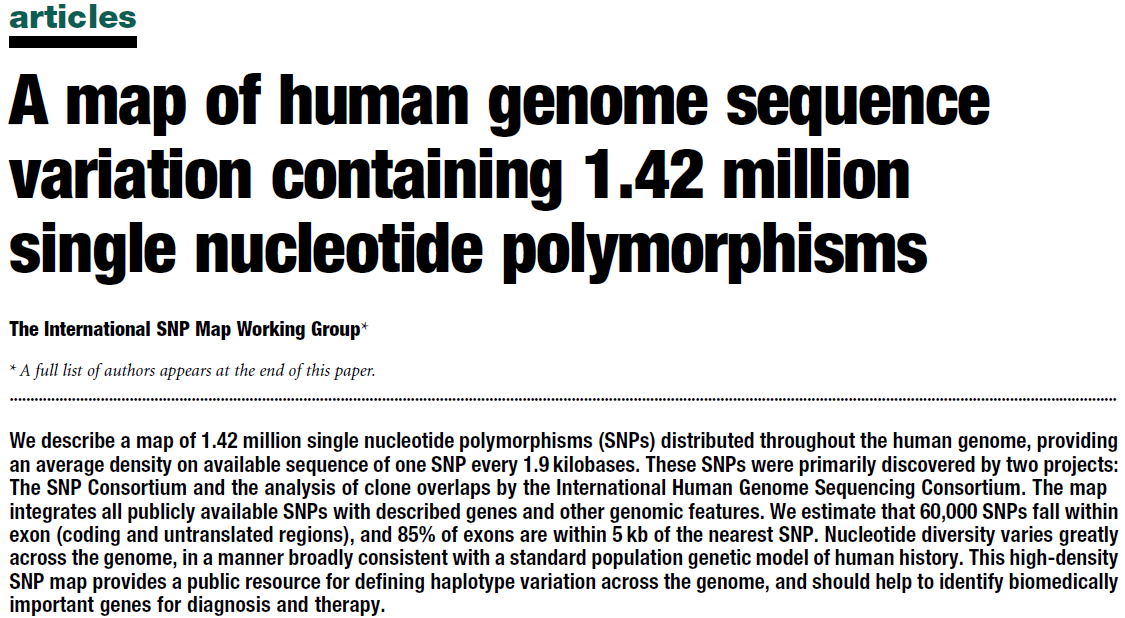 articles
A map of human genome sequence
variation containing 1.42 million
single nucleotide polymorphisms
The International SNP Map Working Group*
* A full list of authors appears at the end of this paper.
We describe a map of 1.42 million single nucleotide polymorphisms (SNPs) distributed throughout the human genome, providing
an average density on available sequence of one SNP every 1.9 kilobases. These SNPs were primarily discovered by two projects:
The SNP Consortium and the analysis of clone overlaps by the International Human Genome Sequencing Consortium. The map
integrates all publicly available SNPs with described genes and other genomic features. We estimate that 60,000 SNPs fall within
exon (coding and untranslated regions), and 85% of exons are within 5 kb of the nearest SNP. Nucleotide diversity varies greatly
across the genome, in a manner broadly consistent with a standard population genetic model of human history. This high-density
SNP map provides a public resource for defining haplotype variation across the genome, and should help to identify biomedically
important genes for diagnosis and therapy.